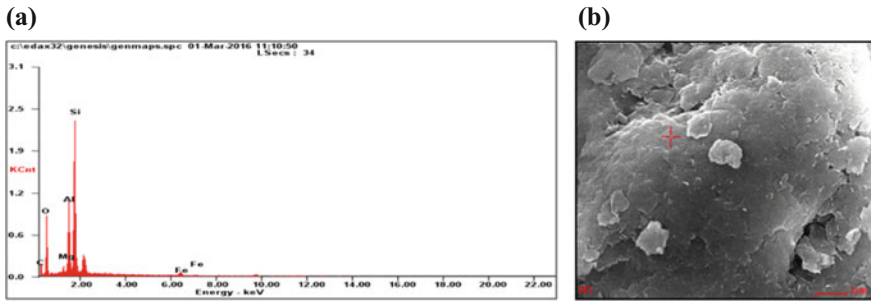 (a)
(b)
c:\edax32\genesis\genmaps.spc 01-Mar-2016 11:10:50
LSecs : 34
3.1
2.5
1.9
1.2
0.6
0.0
KCnt
Si
Al
O
C
Mg
Fe
Fe
2.00 4.00 6.00 8.00 10.00 12.00 14.00 16.00 18.00 20.00 22.00
Energy - keV